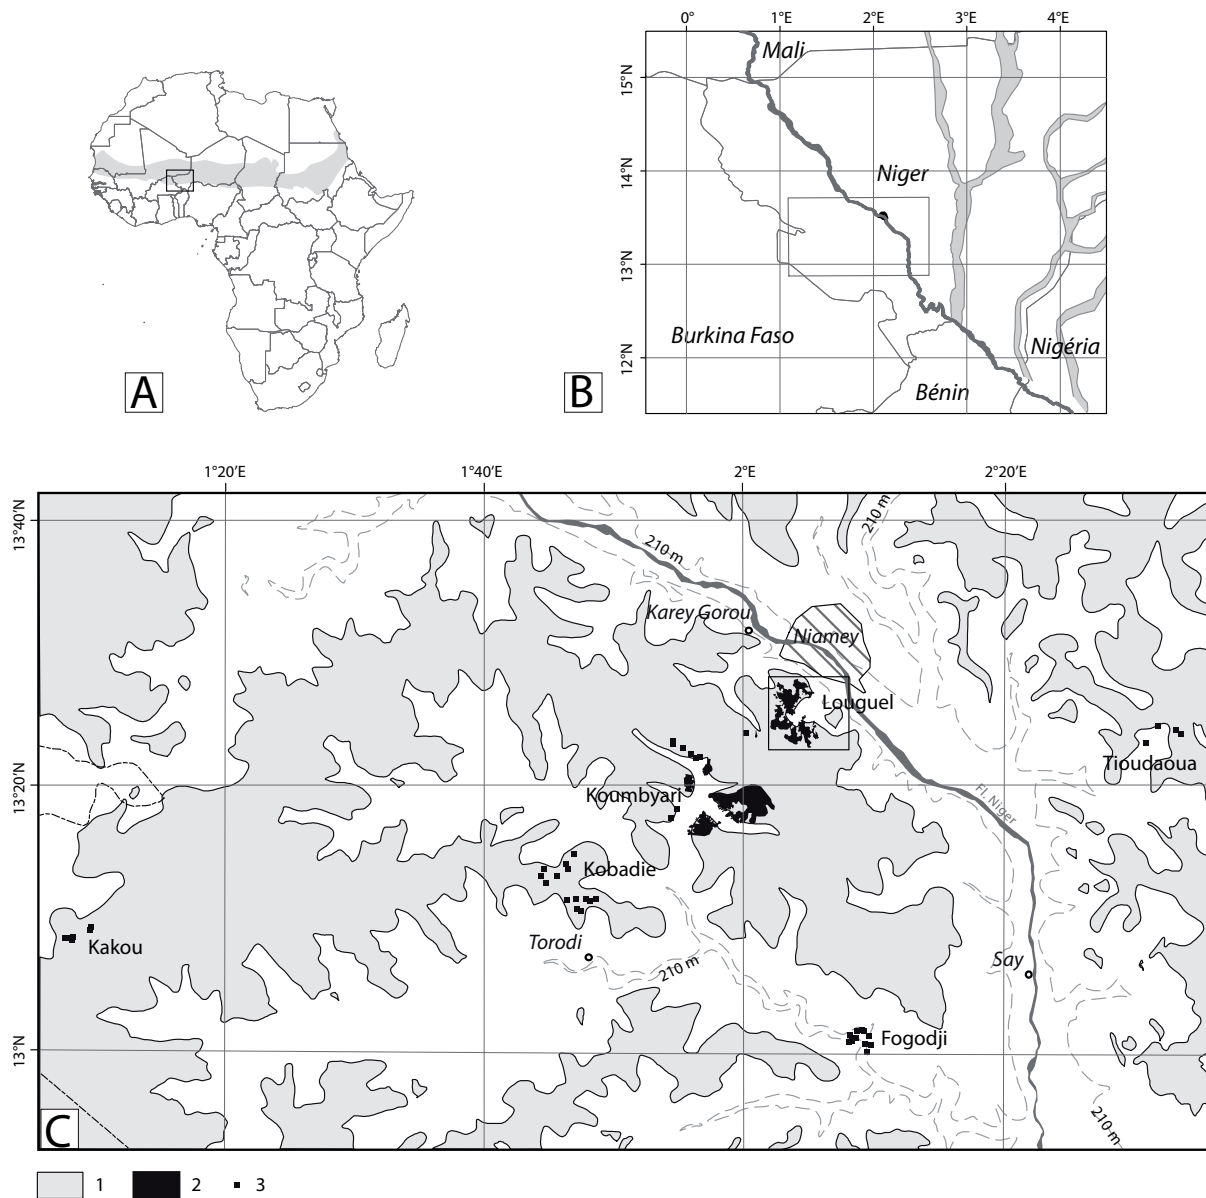 0°
1°E
2°E
3°E
4°E
15°N
14°N
13°N
12°N
Mali
Niger
Burkina Faso
Nigéria
Bénin
A
B
1°20’E
1°40’E
2°E
2°20’E
13°40’N
13°20’N
13°N
210 m
210 m
Karey Gorou
Niamey
Louguel
Tioudaoua
Koumbyari
Fl. Niger
Kobadie
Kakou
Torodi
210 m
Say
Fogodji
210 m
C
1
2
3